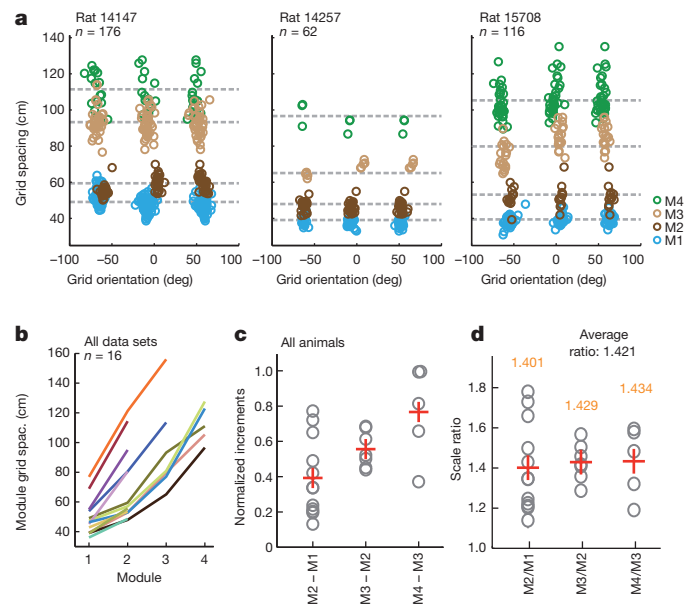 a
Rat 14147
n = 176
Rat 14257
n = 62
Rat 15708
n = 116
Grid spacing (cm)
140
120
100
80
60
40
M4
M3
M2
M1
−100 −50 0 50 100
−50 0 50 100
−50 0 50 100
Grid orientation (deg)
Grid orientation (deg)
Grid orientation (deg)
b
All data sets
n = 16
Module grid spac. (cm)
160
140
120
100
80
60
40
1 2 3 4
Module
c
All animals
Normalized increments
1.0
0.8
0.6
0.4
0.2
0
M2 − M1
M3 − M2
M4 − M3
d
Average
ratio: 1.421
1.401
1.429
1.434
Scale ratio
1.8
1.6
1.4
1.2
1.0
M2/M1
M3/M2
M4/M3